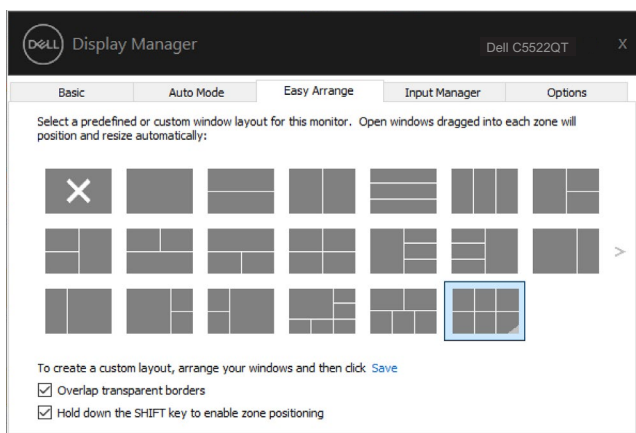 DELL Display Manager Dell C5522QT X
Basic Auto Mode Easy Arrange Input Manager Options
Select a predefined or custom window layout for this monitor. Open windows dragged into each zone will
position and resize automatically:
>
To create a custom layout, arrange your windows and then click Save
Overlap transparent borders
Hold down the SHIFT key to enable zone positioning